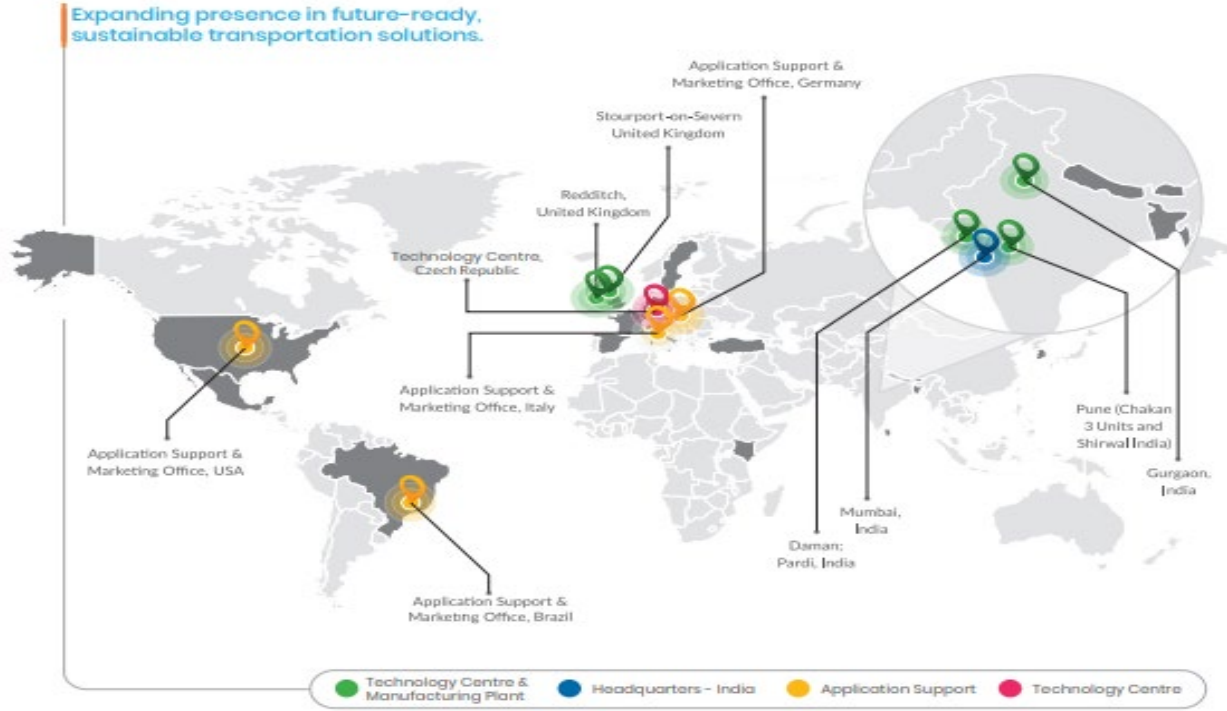 Expanding presence in future-ready,
sustainable transportation solutions.
Application Support &
Marketing Office, Germany
Stourport-on-Severn
United Kingdom
Redditch,
United Kingdom
Technology Centre,
Czech Republic
Application Support &
Marketing Office, Italy
Application Support &
Marketing Office, USA
Application Support &
Marketing Office, Brazil
Pune (Chakan
3 Units and
Shirwal India)
Gurgaon,
India
Mumbai,
India
Daman;
Pardi, India
Technology Centre &
Manufacturing Plant
Headquarters - India
Application Support
Technology Centre